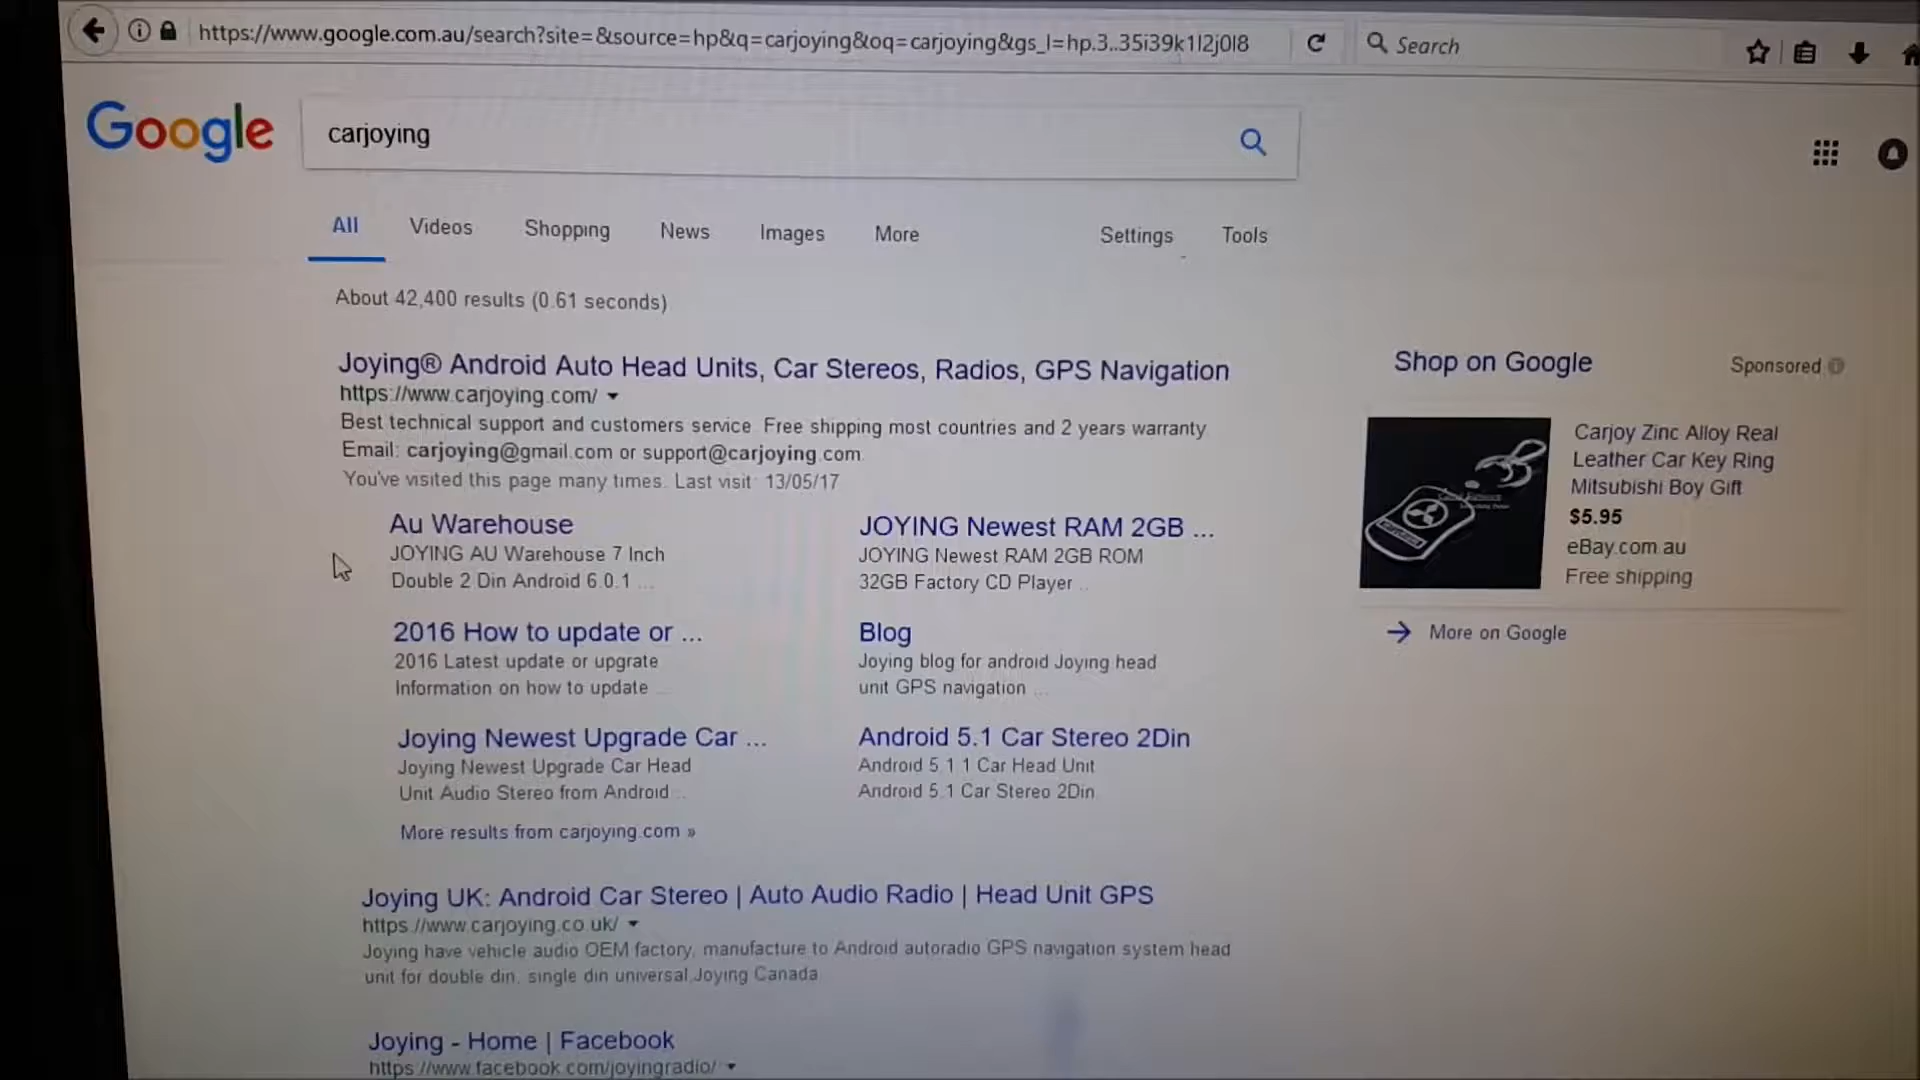 https://www.google.com.au/search?site=&source=hp&q=carjoying&oq=carjoying&gs_l=hp.3..35i39k1l2j0l8
Search
Google
carjoying
All Videos Shopping News Images More Settings Tools
About 42,400 results (0.61 seconds)
Joying® Android Auto Head Units, Car Stereos, Radios, GPS Navigation
https://www.carjoying.com/
Best technical support and customers service. Free shipping most countries and 2 years warranty
Email: carjoying@gmail.com or support@carjoying.com.
You've visited this page many times. Last visit: 13/05/17
Au Warehouse
JOYING AU Warehouse 7 Inch
Double 2 Din Android 6.0.1 ...
JOYING Newest RAM 2GB ...
JOYING Newest RAM 2GB ROM
32GB Factory CD Player ...
2016 How to update or ...
2016 Latest update or upgrate
Information on how to update ...
Blog
Joying blog for android Joying head
unit GPS navigation ...
Joying Newest Upgrade Car ...
Joying Newest Upgrade Car Head
Unit Audio Stereo from Android ...
Android 5.1 Car Stereo 2Din
Android 5.1.1 Car Head Unit
Android 5.1 Car Stereo 2Din
More results from carjoying.com »
Joying UK: Android Car Stereo | Auto Audio Radio | Head Unit GPS
https://www.carjoying.co.uk/
Joying have vehicle audio OEM factory, manufacture to Android autoradio GPS navigation system head
unit for double din, single din universal,Joying Canada
Joying - Home | Facebook
https://www.facebook.com/joyingradio/
Shop on Google
Sponsored
Carjoy Zinc Alloy Real
Leather Car Key Ring
Mitsubishi Boy Gift
$5.95
eBay.com.au
Free shipping
More on Google